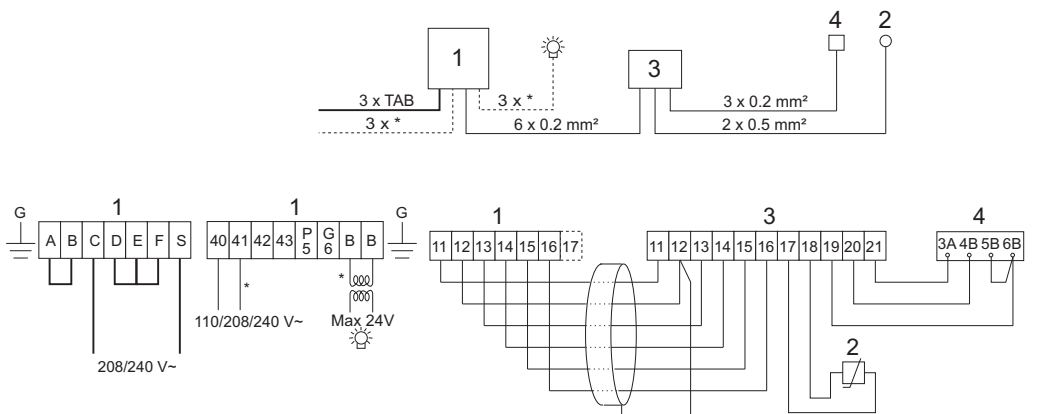 4 2
1 3
3 x TAB 3 x * 3 x 0.2 mm²
3 x * 6 x 0.2 mm² 2 x 0.5 mm²
1 1 1 3 4
G G
A B C D E F S
40 41 42 43 P5 G6 B B
11 12 13 14 15 16 17
11 12 13 14 15 16 17 18 19 20 21
3A 4B 5B 6B
* *
110/208/240 V~ Max 24V
208/240 V~
2